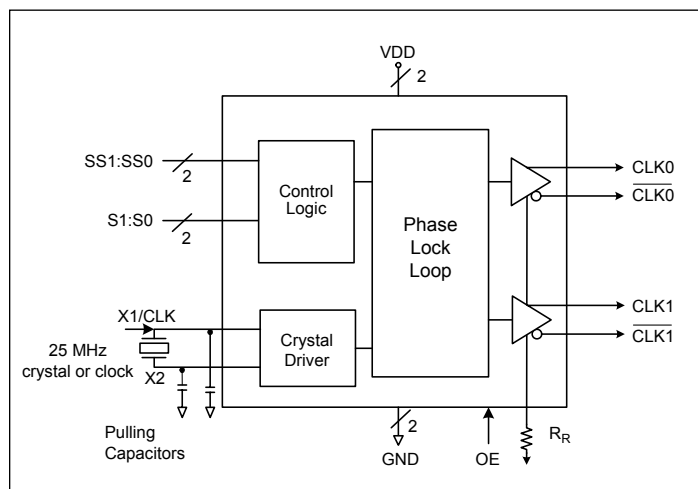 VDD
2
SS1:SS0
2
S1:S0
2
Control
Logic
Phase
Lock
Loop
CLK0
CLK0
CLK1
CLK1
X1/CLK
25 MHz
crystal or clock
X2
Crystal
Driver
Pulling
Capacitors
2
GND
OE
RR